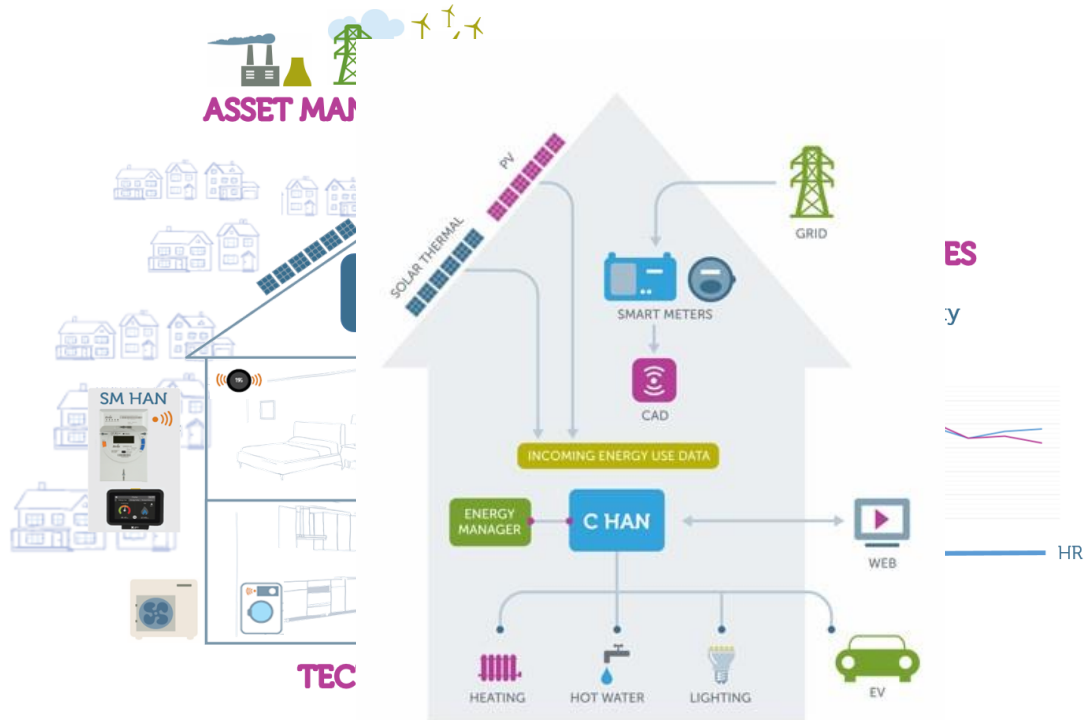 ASSET MAN
PV
GRID
SOLAR THERMAL
ES
ty
SMART METERS
SM HAN
CAD
INCOMING ENERGY USE DATA
ENERGY
MANAGER
C HAN
WEB
HR
HEATING
HOT WATER
LIGHTING
EV
TEC